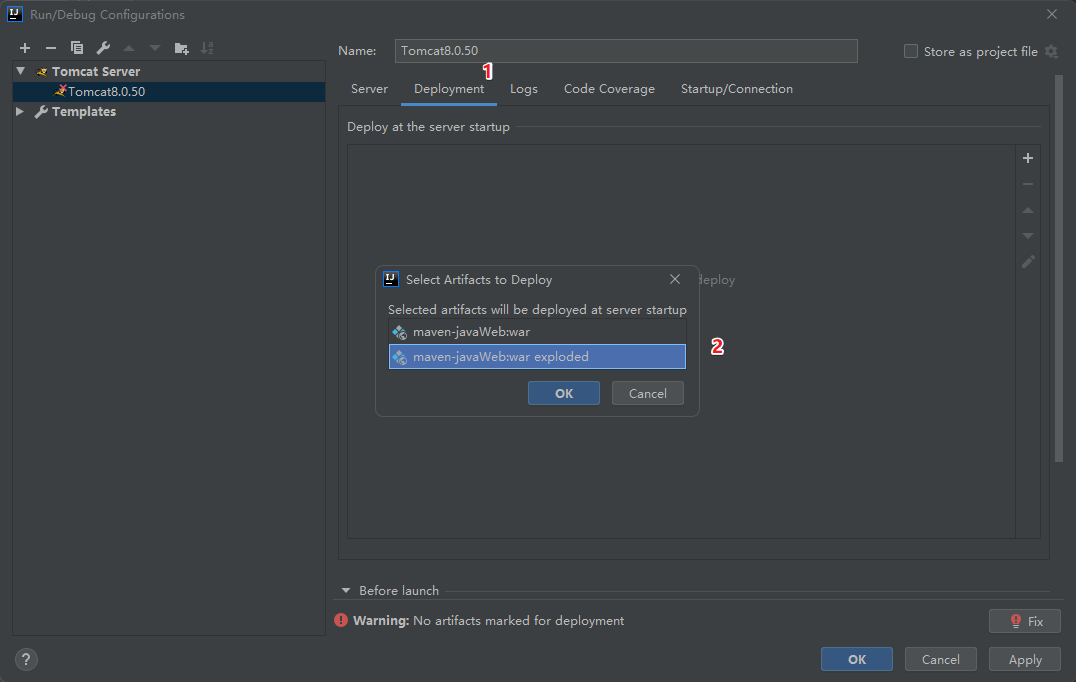 Run/Debug Configurations
Name: Tomcat8.0.50 Store as project file
Tomcat Server
Tomcat8.0.50
Templates
1
Server Deployment Logs Code Coverage Startup/Connection
Deploy at the server startup
deploy
Select Artifacts to Deploy
Selected artifacts will be deployed at server startup
maven-javaWeb:war
maven-javaWeb:war exploded
2
OK Cancel
Before launch
Warning: No artifacts marked for deployment
Fix
?
OK Cancel Apply